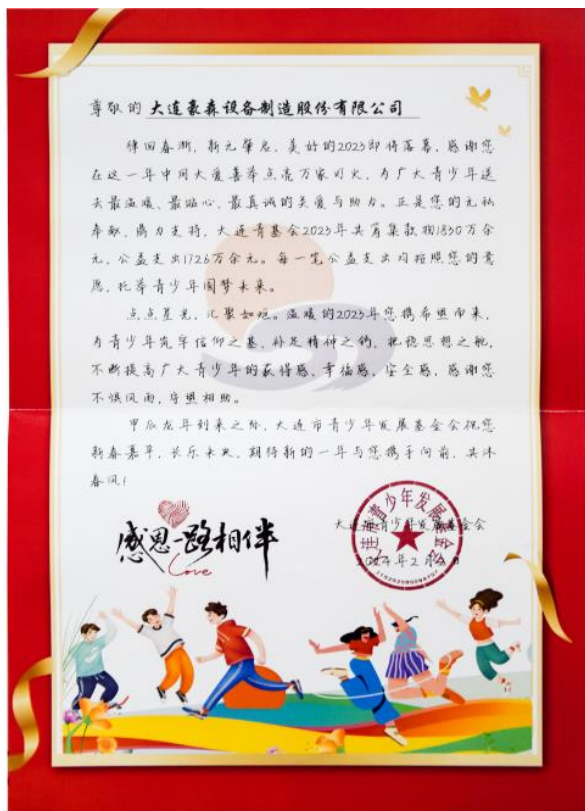 尊敬的 大连豪森设备制造股份有限公司
律回春渐，新元肇启，美好的2023即将落幕，感谢您
在这一年中用大爱善举点亮万家灯火，为广大青少年送
去最温暖、最贴心、最真诚的关爱与助力。正是您的无私
奉献、鼎力支持，大连青基会2023年共筹集款物1830万余
元，公益支出1726万余元。每一笔公益支出均按照您的意
愿，托举青少年圆梦未来。
点点星光，汇聚如炬。温暖的2023年您携希望而来，
为青少年筑牢信仰之基、补足精神之钙、把稳思想之舵，
不断提高广大青少年的获得感、幸福感、安全感，感谢您
不惧风雨，守望相助。
甲辰龙年到来之际，大连市青少年发展基金会祝您
新春嘉平，长乐未央，期待新的一年与您携手向前，共沐
春风！
感恩一路相伴
Love
大连市青少年发展基金会
2024年2月